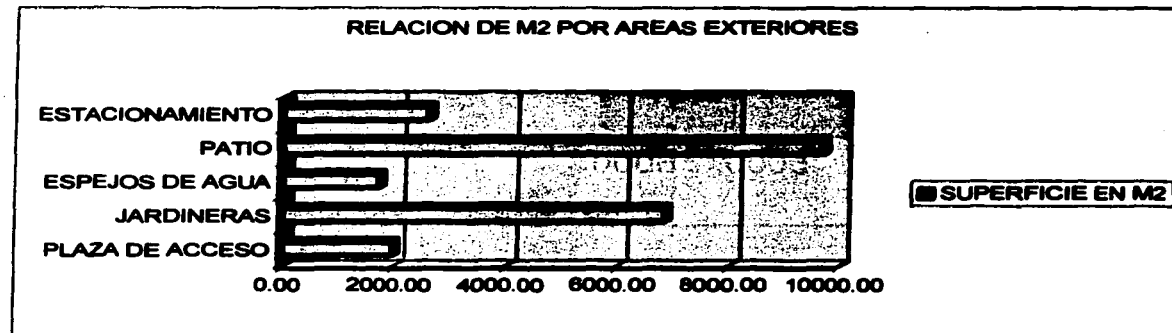 RELACION DE M2 POR AREAS EXTERIORES
ESTACIONAMIENTO
PATIO
ESPEJOS DE AGUA
JARDINERAS
PLAZA DE ACCESO
SUPERFICIE EN M2
0.00 2000.00 4000.00 6000.00 8000.00 10000.00